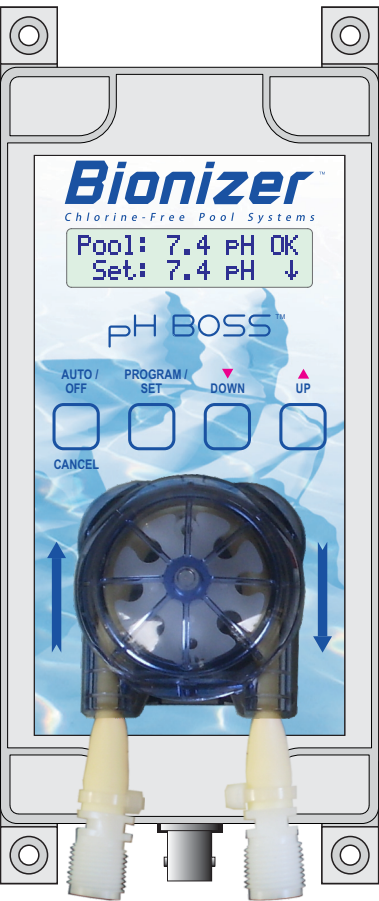 Bionizer™
Chlorine-Free Pool Systems
Pool: 7.4 pH OK
Set: 7.4 pH ↓
pH BOSS™
AUTO / OFF
PROGRAM / SET
▼ DOWN
▲ UP
CANCEL